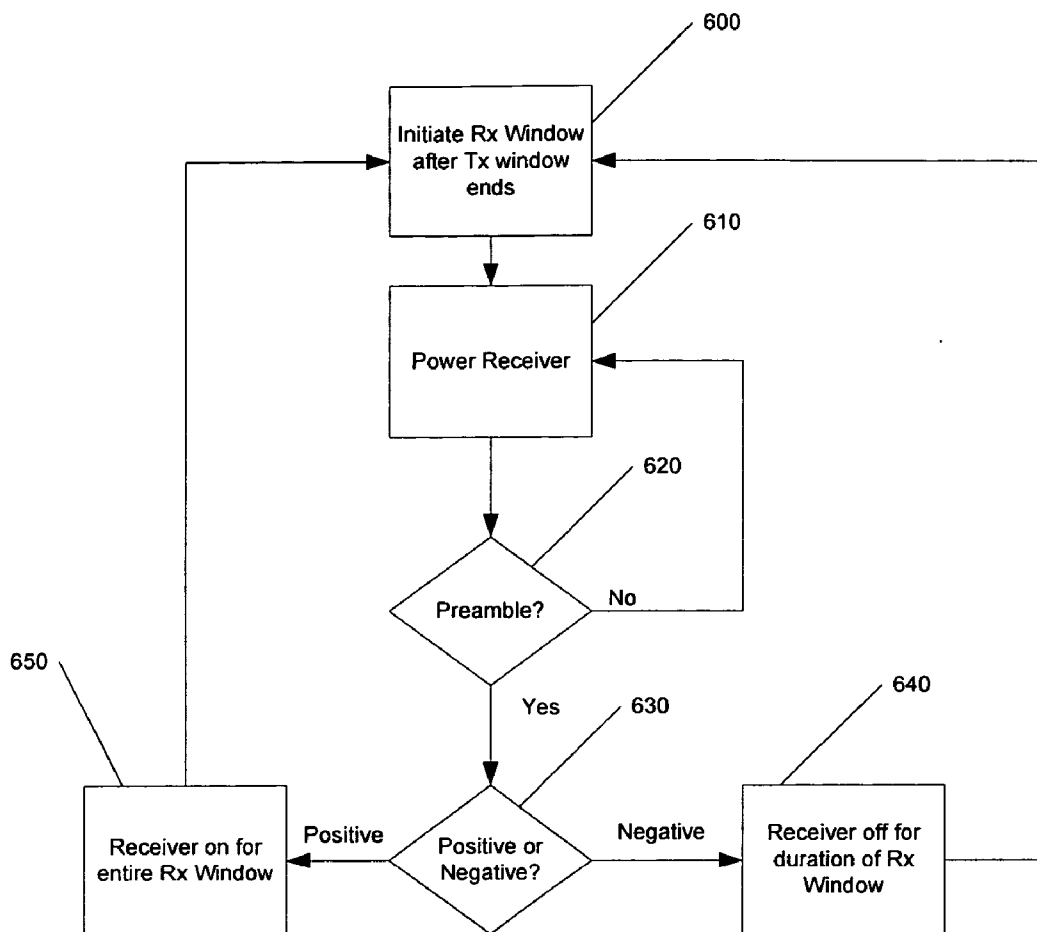 600
Initiate Rx Window
after Tx window
ends
610
Power Receiver
620
Preamble?
No
Yes
630
640
650
Positive
Positive or
Negative?
Negative
Receiver on for
entire Rx Window
Receiver off for
duration of Rx
Window